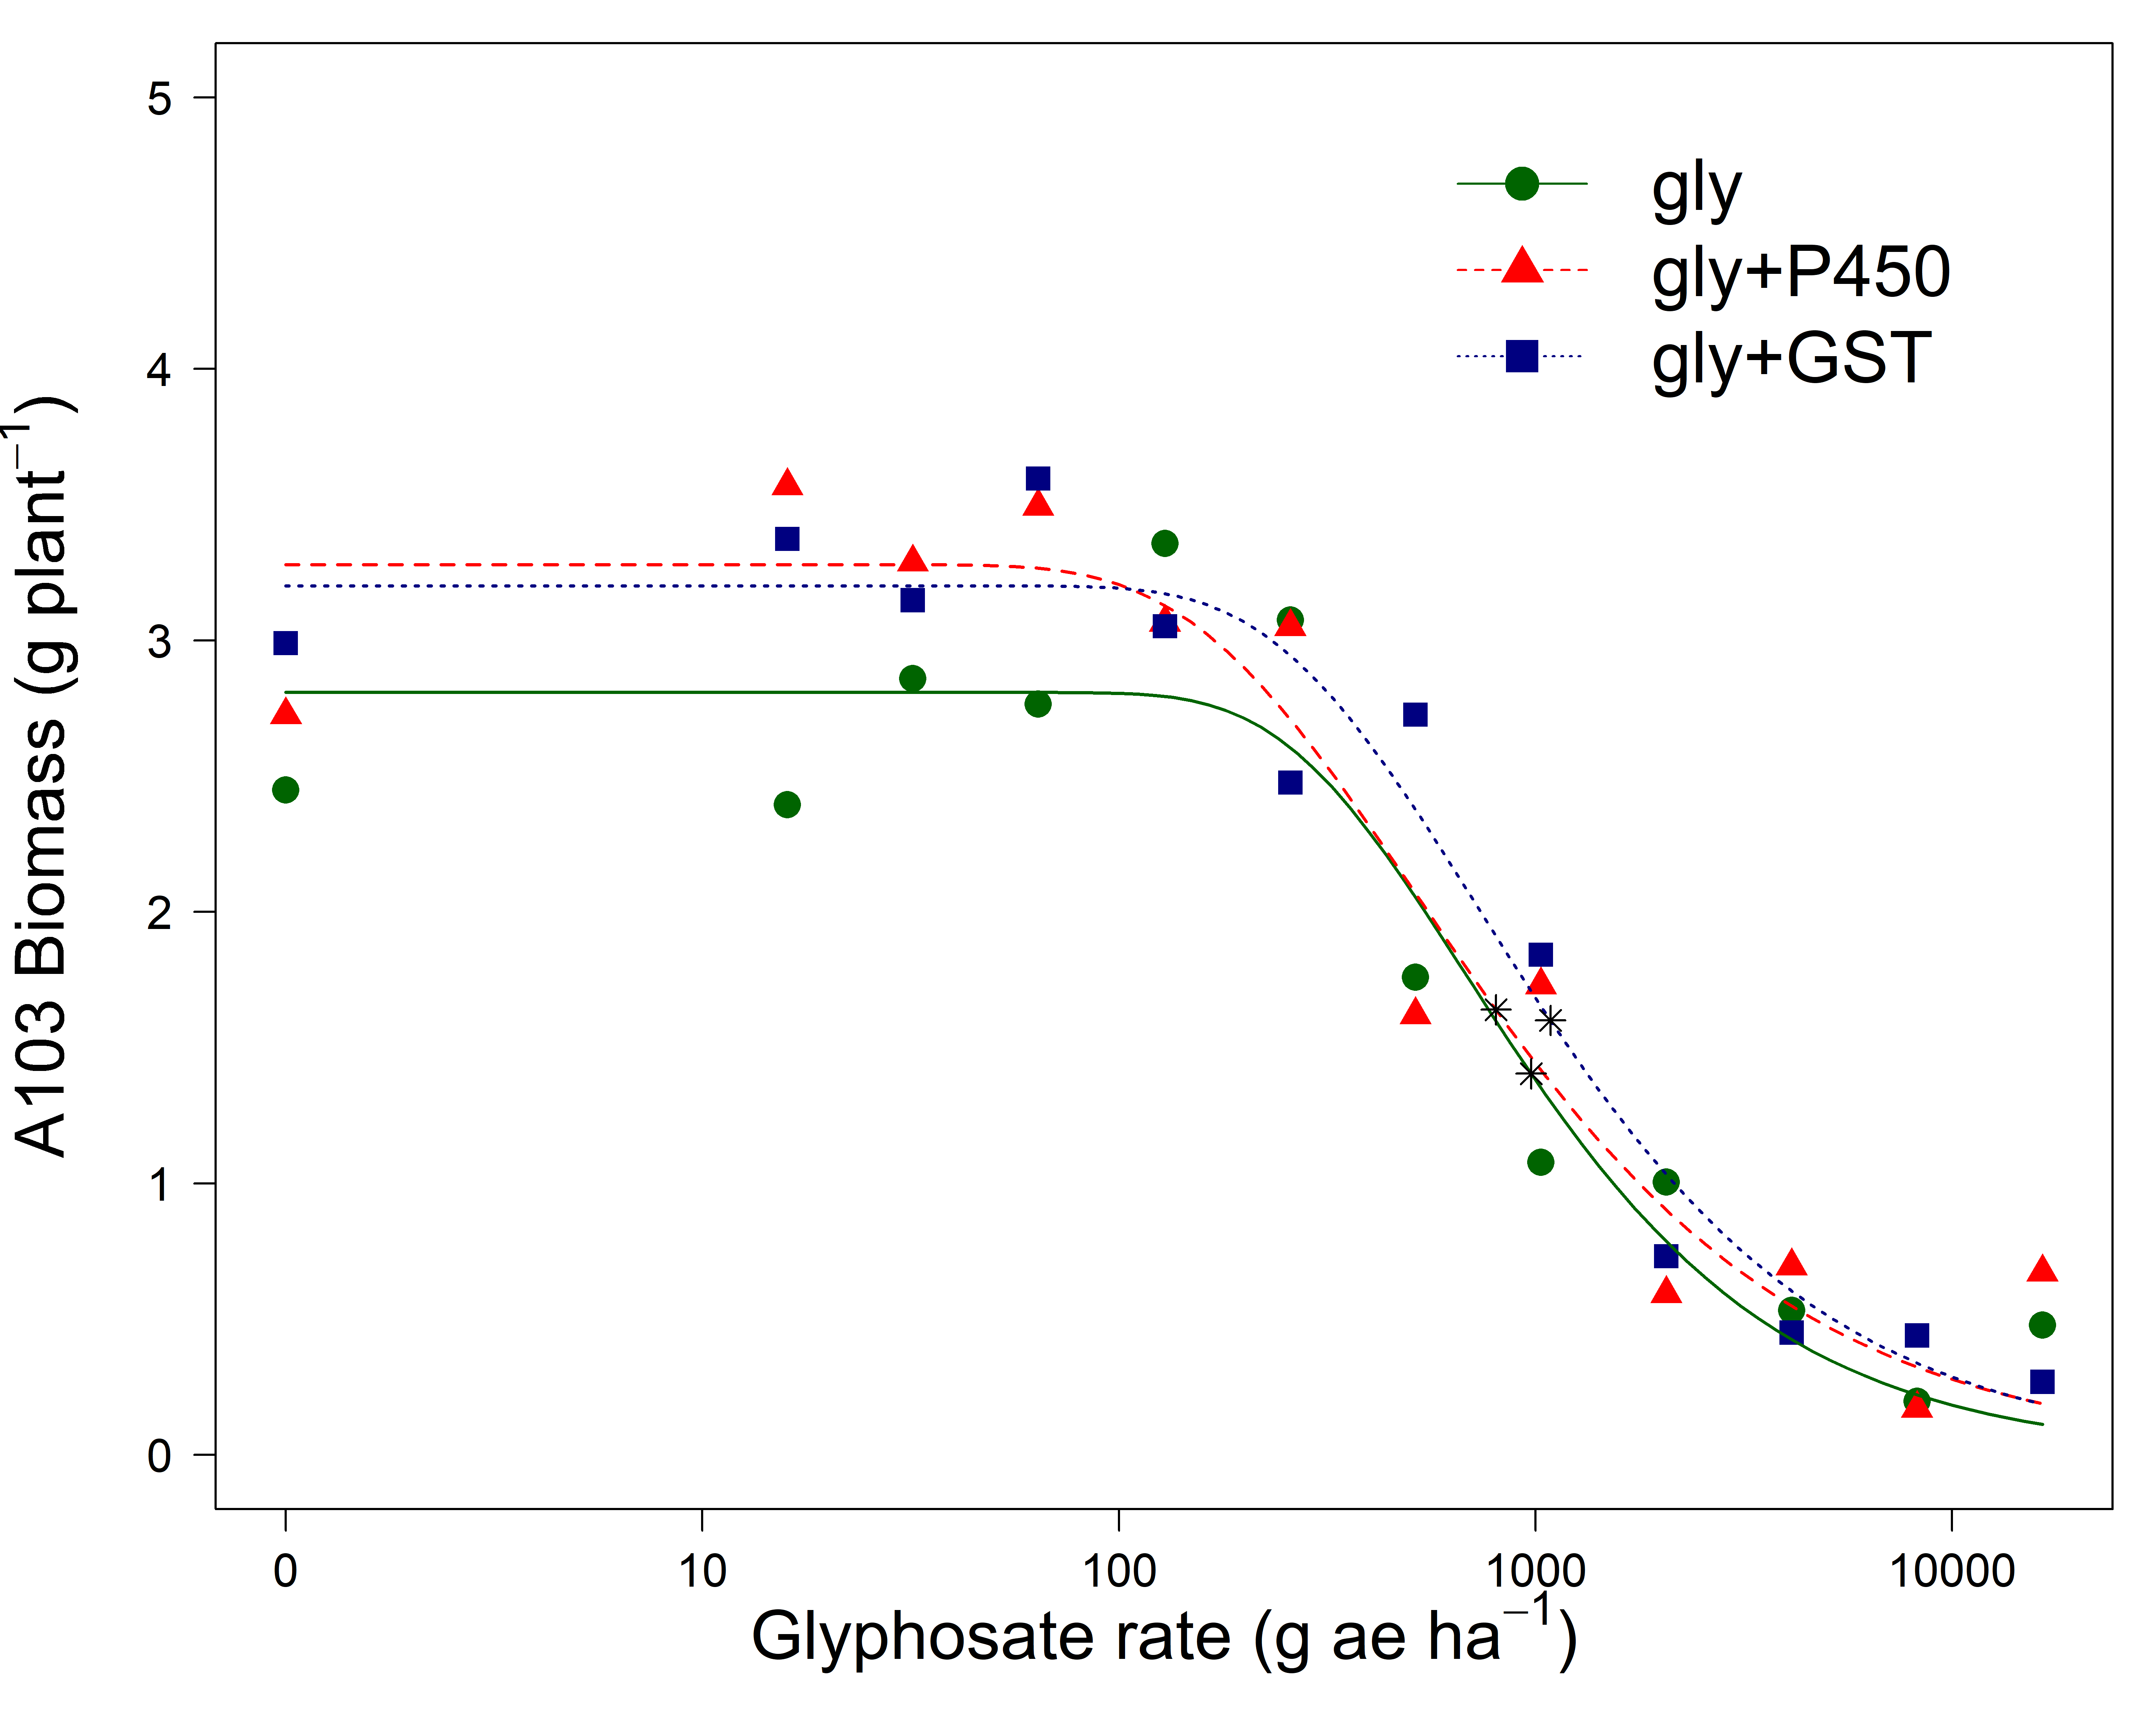 5
4
3
2
1
0
A103 Biomass (g plant⁻¹)
gly
gly+P450
gly+GST
0 10 100 1000 10000
Glyphosate rate (g ae ha⁻¹)